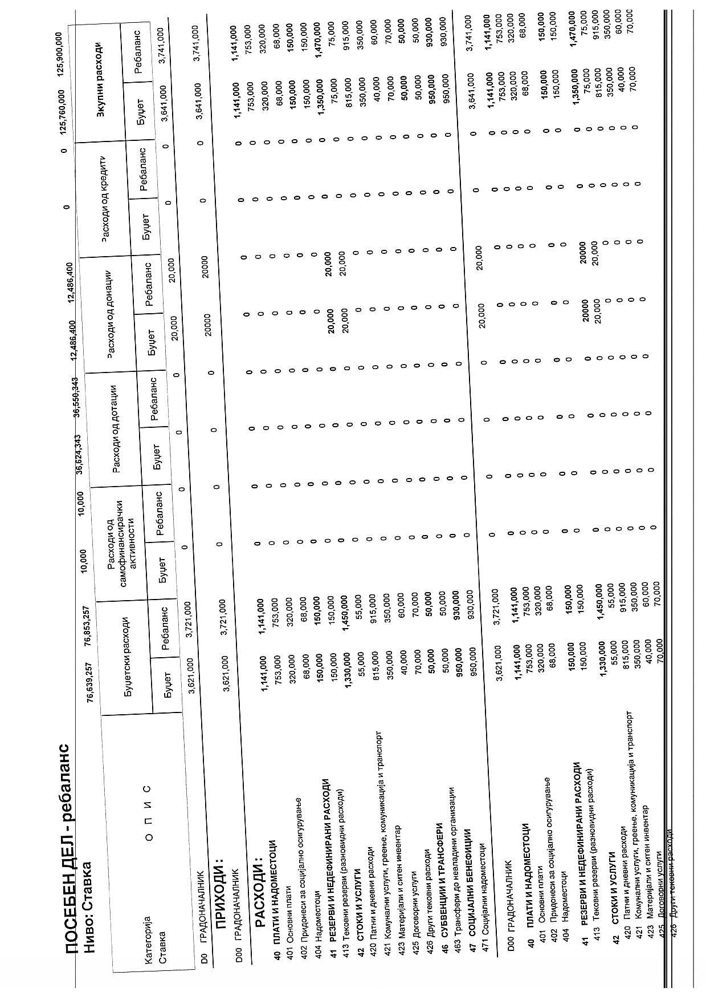 ПОСЕБЕН ДЕЛ - ребаланс
Ниво: Ставка
76,639,257 76,853,257 10,000 10,000 36,624,343 36,550,343 12,486,400 12,486,400 0 0 125,760,000 125,900,000
Категорија
Ставка
О П И С
Буџетски расходи
Расходи од
самофинансирачки
активности
Расходи од дотации
Расходи од донации
Расходи од кредити
Вкупни расходи
Буџет Ребаланс Буџет Ребаланс Буџет Ребаланс Буџет Ребаланс Буџет Ребаланс Буџет Ребаланс
D0 ГРАДОНАЧАЛНИК 3,621,000 3,721,000 0 0 0 0 20,000 20,000 0 0 3,641,000 3,741,000
ПРИХОДИ :
D00 ГРАДОНАЧАЛНИК 3,621,000 3,721,000 0 0 0 0 20000 20000 0 0 3,641,000 3,741,000
РАСХОДИ :
40 ПЛАТИ И НАДОМЕСТОЦИ 1,141,000 1,141,000 0 0 0 0 0 0 0 0 1,141,000 1,141,000
401 Основни плати 753,000 753,000 0 0 0 0 0 0 0 0 753,000 753,000
402 Придонеси за социјално осигурување 320,000 320,000 0 0 0 0 0 0 0 0 320,000 320,000
404 Надоместоци 68,000 68,000 0 0 0 0 0 0 0 0 68,000 68,000
41 РЕЗЕРВИ И НЕДЕФИНИРАНИ РАСХОДИ 150,000 150,000 0 0 0 0 0 0 0 0 150,000 150,000
413 Тековни резерви (разновидни расходи) 150,000 150,000 0 0 0 0 0 0 0 0 150,000 150,000
42 СТОКИ И УСЛУГИ 1,330,000 1,450,000 0 0 0 0 20,000 20,000 0 0 1,350,000 1,470,000
420 Патни и дневни расходи 55,000 55,000 0 0 0 0 20,000 20,000 0 0 75,000 75,000
421 Комунални услуги, греење, комуникација и транспорт 815,000 915,000 0 0 0 0 0 0 0 0 815,000 915,000
423 Материјали и ситен инвентар 350,000 350,000 0 0 0 0 0 0 0 0 350,000 350,000
425 Договорни услуги 40,000 60,000 0 0 0 0 0 0 0 0 40,000 60,000
426 Други тековни расходи 70,000 70,000 0 0 0 0 0 0 0 0 70,000 70,000
46 СУБВЕНЦИИ И ТРАНСФЕРИ 50,000 50,000 0 0 0 0 0 0 0 0 50,000 50,000
463 Трансфери до невладини организации 50,000 50,000 0 0 0 0 0 0 0 0 50,000 50,000
47 СОЦИЈАЛНИ БЕНЕФИЦИИ 950,000 930,000 0 0 0 0 0 0 0 0 950,000 930,000
471 Социјални надоместоци 950,000 930,000 0 0 0 0 0 0 0 0 950,000 930,000
D00 ГРАДОНАЧАЛНИК 3,621,000 3,721,000 0 0 0 0 20,000 20,000 0 0 3,641,000 3,741,000
40 ПЛАТИ И НАДОМЕСТОЦИ 1,141,000 1,141,000 0 0 0 0 0 0 0 0 1,141,000 1,141,000
401 Основни плати 753,000 753,000 0 0 0 0 0 0 0 0 753,000 753,000
402 Придонеси за социјално осигурување 320,000 320,000 0 0 0 0 0 0 0 0 320,000 320,000
404 Надоместоци 68,000 68,000 0 0 0 0 0 0 0 0 68,000 68,000
41 РЕЗЕРВИ И НЕДЕФИНИРАНИ РАСХОДИ 150,000 150,000 0 0 0 0 0 0 0 0 150,000 150,000
413 Тековни резерви (разновидни расходи) 150,000 150,000 0 0 0 0 0 0 0 0 150,000 150,000
42 СТОКИ И УСЛУГИ 1,330,000 1,450,000 0 0 0 0 20000 20000 0 0 1,350,000 1,470,000
420 Патни и дневни расходи 55,000 55,000 0 0 0 0 20,000 20,000 0 0 75,000 75,000
421 Комунални услуги, греење, комуникација и транспорт 815,000 915,000 0 0 0 0 0 0 0 0 815,000 915,000
423 Материјали и ситен инвентар 350,000 350,000 0 0 0 0 0 0 0 0 350,000 350,000
425 Договорни услуги 40,000 60,000 0 0 0 0 0 0 0 0 40,000 60,000
426 Други тековни расходи 70,000 70,000 0 0 0 0 0 0 0 0 70,000 70,000